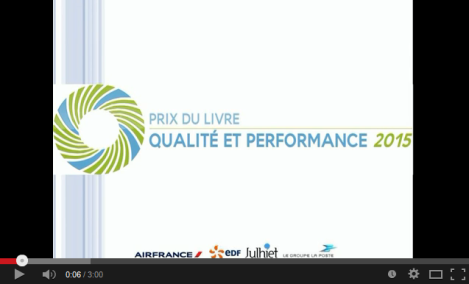 PRIX DU LIVRE
QUALITÉ ET PERFORMANCE 2015
AIRFRANCE edf Julhiet LE GROUPE LA POSTE
0:06 / 3:00